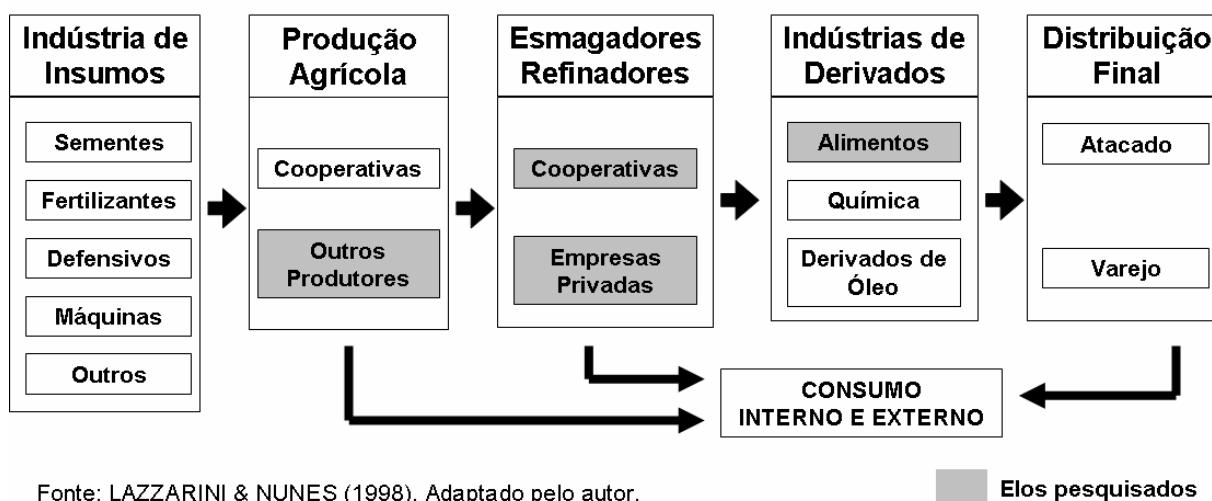 Indústria de
Insumos
Sementes
Fertilizantes
Defensivos
Máquinas
Outros
Produção
Agrícola
Cooperativas
Outros
Produtores
Esmagadores
Refinadores
Cooperativas
Empresas
Privadas
Indústrias de
Derivados
Alimentos
Química
Derivados de
Óleo
Distribuição
Final
Atacado
Varejo
CONSUMO
INTERNO E EXTERNO
Fonte: LAZZARINI & NUNES (1998). Adaptado pelo autor.
Elos pesquisados